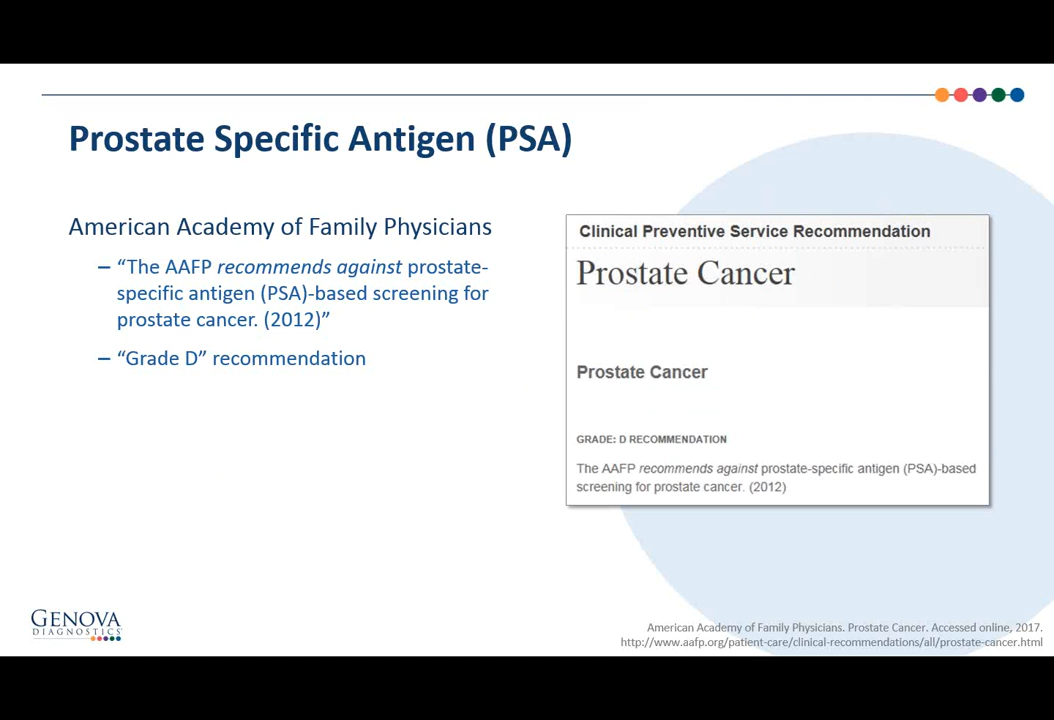 Prostate Specific Antigen (PSA)
American Academy of Family Physicians
– “The AAFP recommends against prostate-
specific antigen (PSA)-based screening for
prostate cancer. (2012)”
– “Grade D” recommendation
Clinical Preventive Service Recommendation
Prostate Cancer
Prostate Cancer
GRADE: D RECOMMENDATION
The AAFP recommends against prostate-specific antigen (PSA)-based
screening for prostate cancer. (2012)
GENOVA
DIAGNOSTICS
American Academy of Family Physicians. Prostate Cancer. Accessed online, 2017.
http://www.aafp.org/patient-care/clinical-recommendations/all/prostate-cancer.html